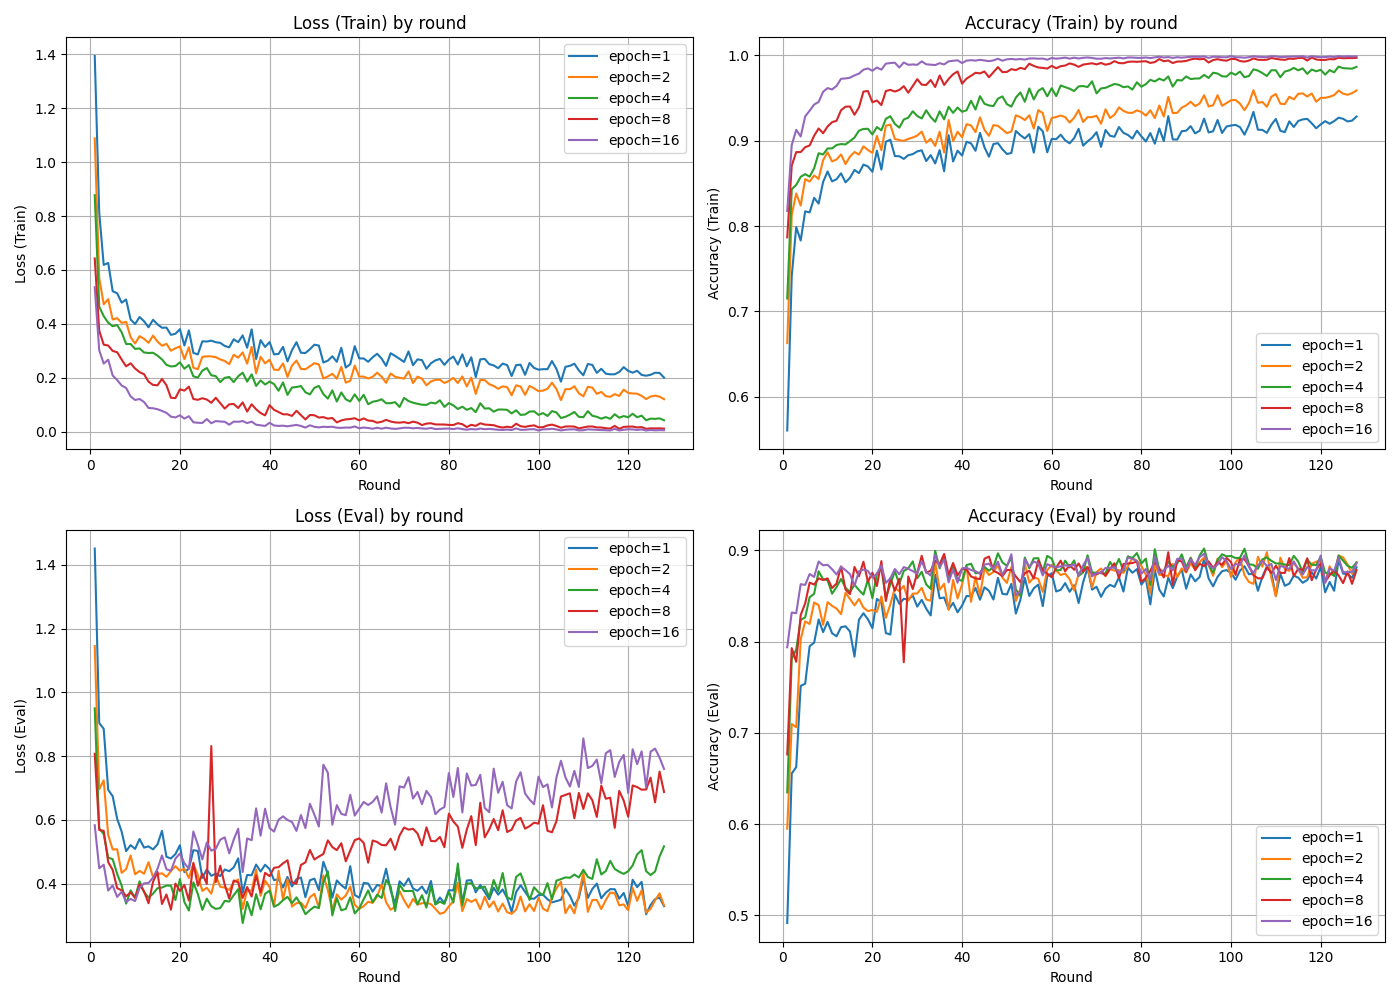 Loss (Train) by round
1.4
1.2
1.0
0.8
0.6
0.4
0.2
0.0
Loss (Train)
0 20 40 60 80 100 120
Round
epoch=1
epoch=2
epoch=4
epoch=8
epoch=16
Accuracy (Train) by round
1.0
0.9
0.8
0.7
0.6
Accuracy (Train)
0 20 40 60 80 100 120
Round
epoch=1
epoch=2
epoch=4
epoch=8
epoch=16
Loss (Eval) by round
1.4
1.2
1.0
0.8
0.6
0.4
Loss (Eval)
0 20 40 60 80 100 120
Round
epoch=1
epoch=2
epoch=4
epoch=8
epoch=16
Accuracy (Eval) by round
0.9
0.8
0.7
0.6
0.5
Accuracy (Eval)
0 20 40 60 80 100 120
Round
epoch=1
epoch=2
epoch=4
epoch=8
epoch=16